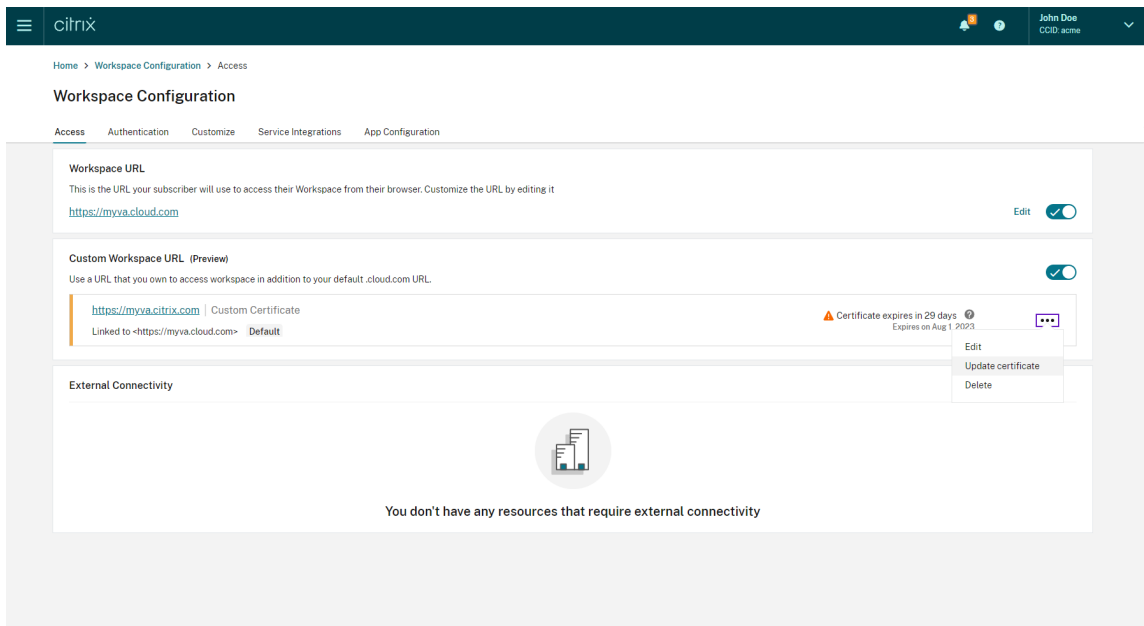 citrix
3
?
John Doe
CCID: acme
Home > Workspace Configuration > Access
Workspace Configuration
Access Authentication Customize Service Integrations App Configuration
Workspace URL
This is the URL your subscriber will use to access their Workspace from their browser. Customize the URL by editing it
https://myva.cloud.com Edit
Custom Workspace URL (Preview)
Use a URL that you own to access workspace in addition to your default .cloud.com URL.
https://myva.citrix.com | Custom Certificate
Linked to <https://myva.cloud.com> Default
Certificate expires in 29 days ?
Expires on Aug 1, 2023
Edit
Update certificate
Delete
External Connectivity
You don't have any resources that require external connectivity